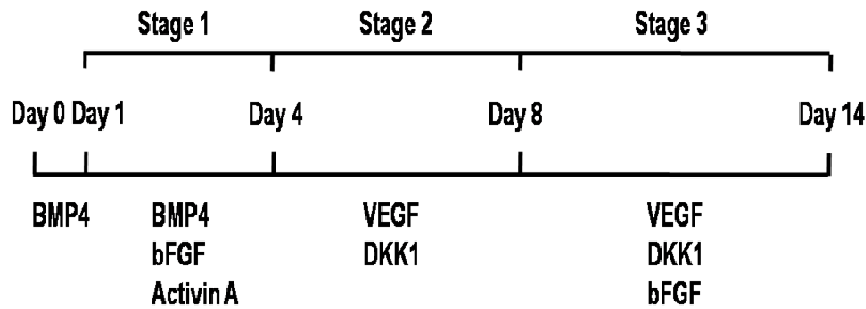 Stage 1 Stage 2 Stage 3
Day 0 Day 1 Day 4 Day 8 Day 14
BMP4 BMP4 VEGF VEGF
bFGF DKK1 DKK1
Activin A bFGF